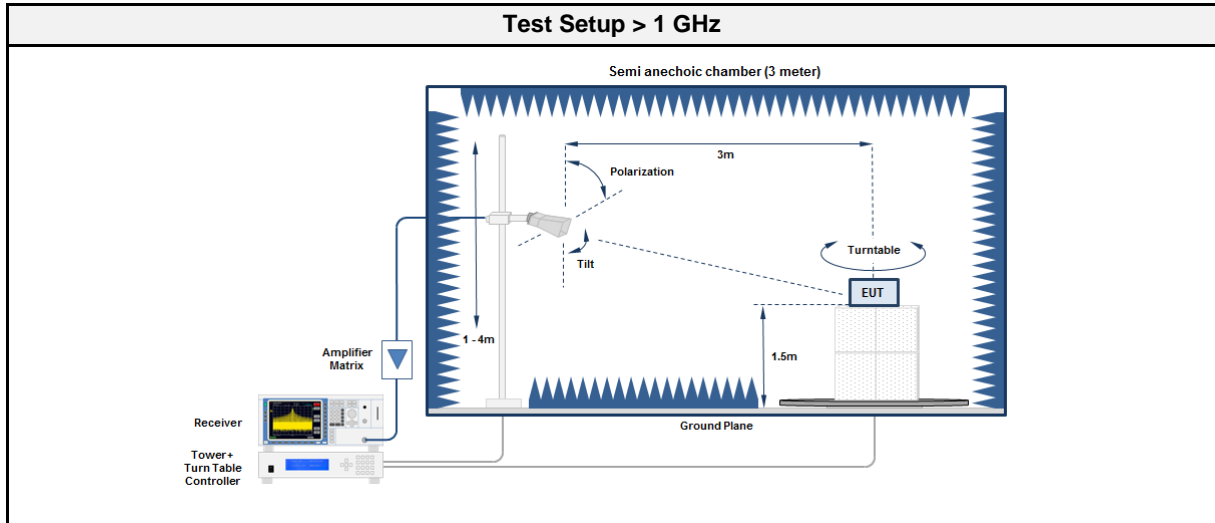 Test Setup > 1 GHz
Semi anechoic chamber (3 meter)
3m
Polarization
Turntable
Tilt
EUT
1 - 4m
1.5m
Amplifier
Matrix
Receiver
Ground Plane
Tower+
Turn Table
Controller